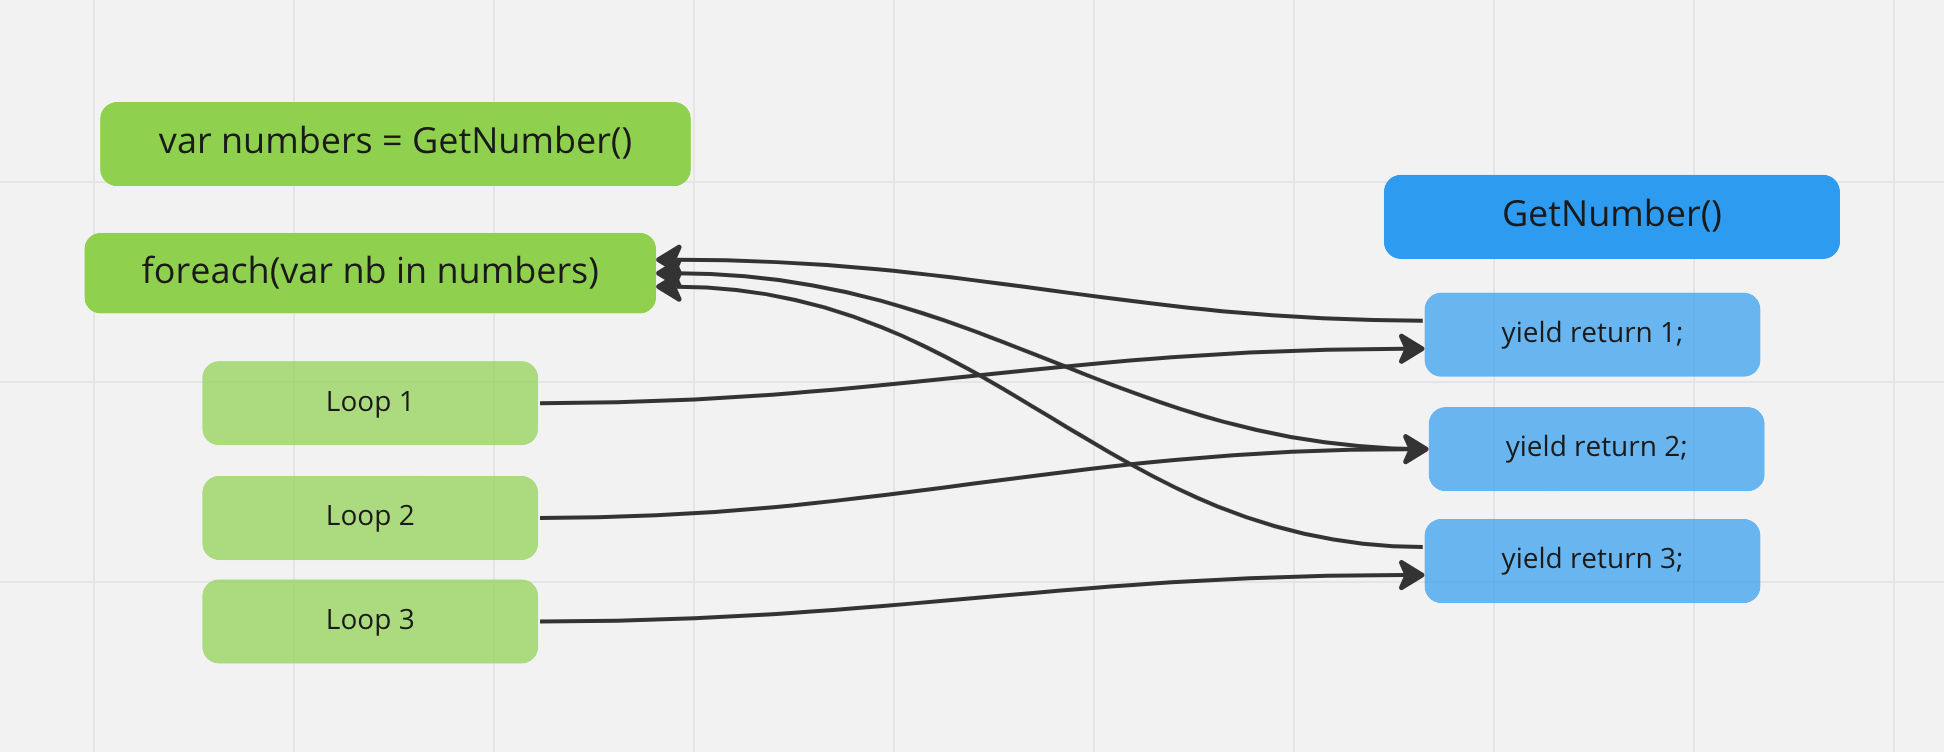 var numbers = GetNumber()
foreach(var nb in numbers)
Loop 1
Loop 2
Loop 3
GetNumber()
yield return 1;
yield return 2;
yield return 3;